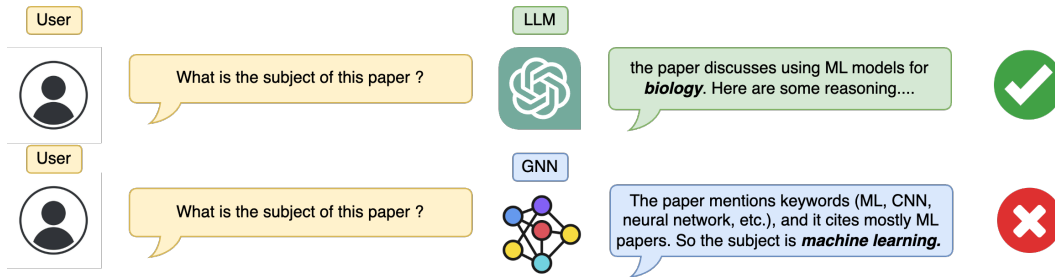 User
LLM
What is the subject of this paper ?
the paper discusses using ML models for
biology. Here are some reasoning....
User
GNN
What is the subject of this paper ?
The paper mentions keywords (ML, CNN,
neural network, etc.), and it cites mostly ML
papers. So the subject is machine learning.